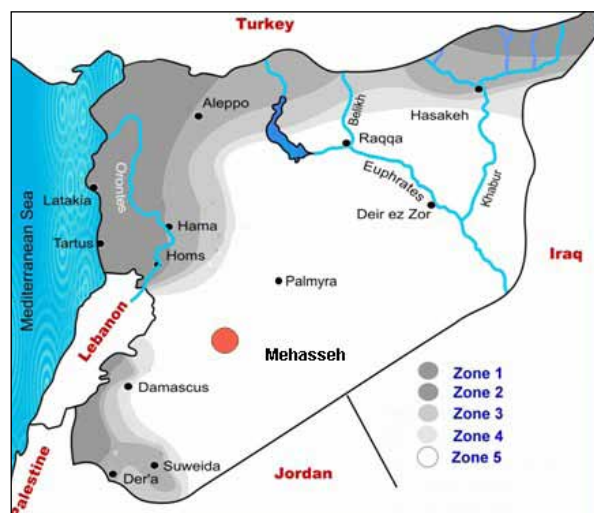 Turkey
Aleppo
Belikh
Hasakeh
Raqqa
Orontes
Euphrates
Khabur
Latakia
Mediterranean Sea
Hama
Deir ez Zor
Tartus
Homs
Iraq
Palmyra
Lebanon
Mehasseh
Zone 1
Damascus
Zone 2
Zone 3
Zone 4
Suweida
Zone 5
Palestine
Der'a
Jordan